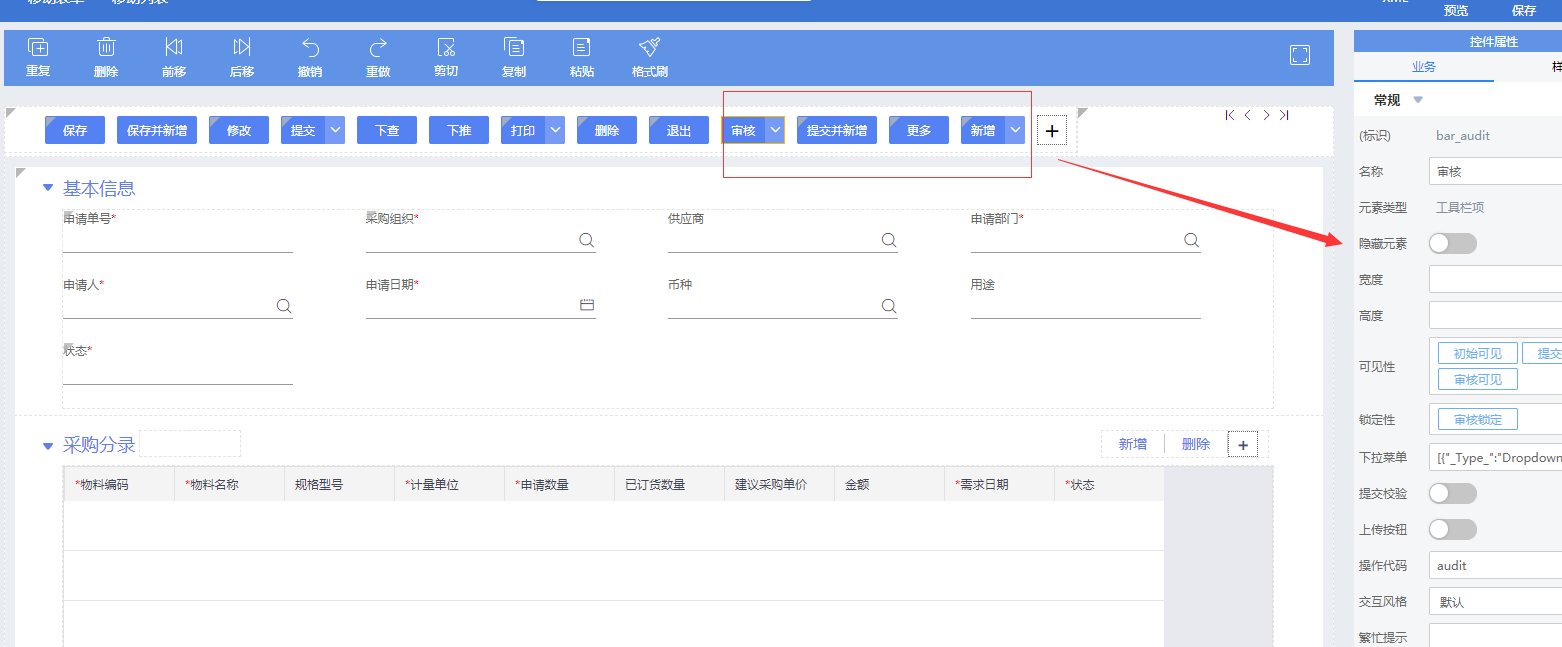 移动表单 移动列表
XML
预览 保存
重复 删除 前移 后移 撤销 重做 剪切 复制 粘贴 格式刷
控件属性
业务
常规
保存 保存并新增 修改 提交 下查 下推 打印 删除 退出 审核 提交并新增 更多 新增 +
(标识) bar_audit
名称 审核
元素类型 工具栏项
隐藏元素
宽度
高度
可见性 初始可见 提交
审核可见
锁定性 审核锁定
下拉菜单 [{"_Type_":"Dropdown
提交校验
上传按钮
操作代码 audit
交互风格 默认
繁忙提示
基本信息
申请单号* 采购组织* 供应商 申请部门*
申请人* 申请日期* 币种 用途
状态*
采购分录
新增 删除 +
*物料编码 *物料名称 规格型号 *计量单位 *申请数量 已订货数量 建议采购单价 金额 *需求日期 *状态